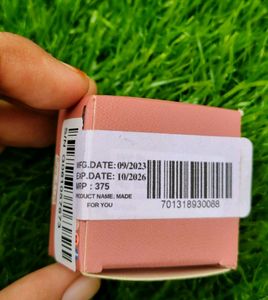 MFG.DATE: 09/2023
EXP.DATE: 10/2026
MRP : 375
PRODUCT NAME: MADE
FOR YOU
701318930088